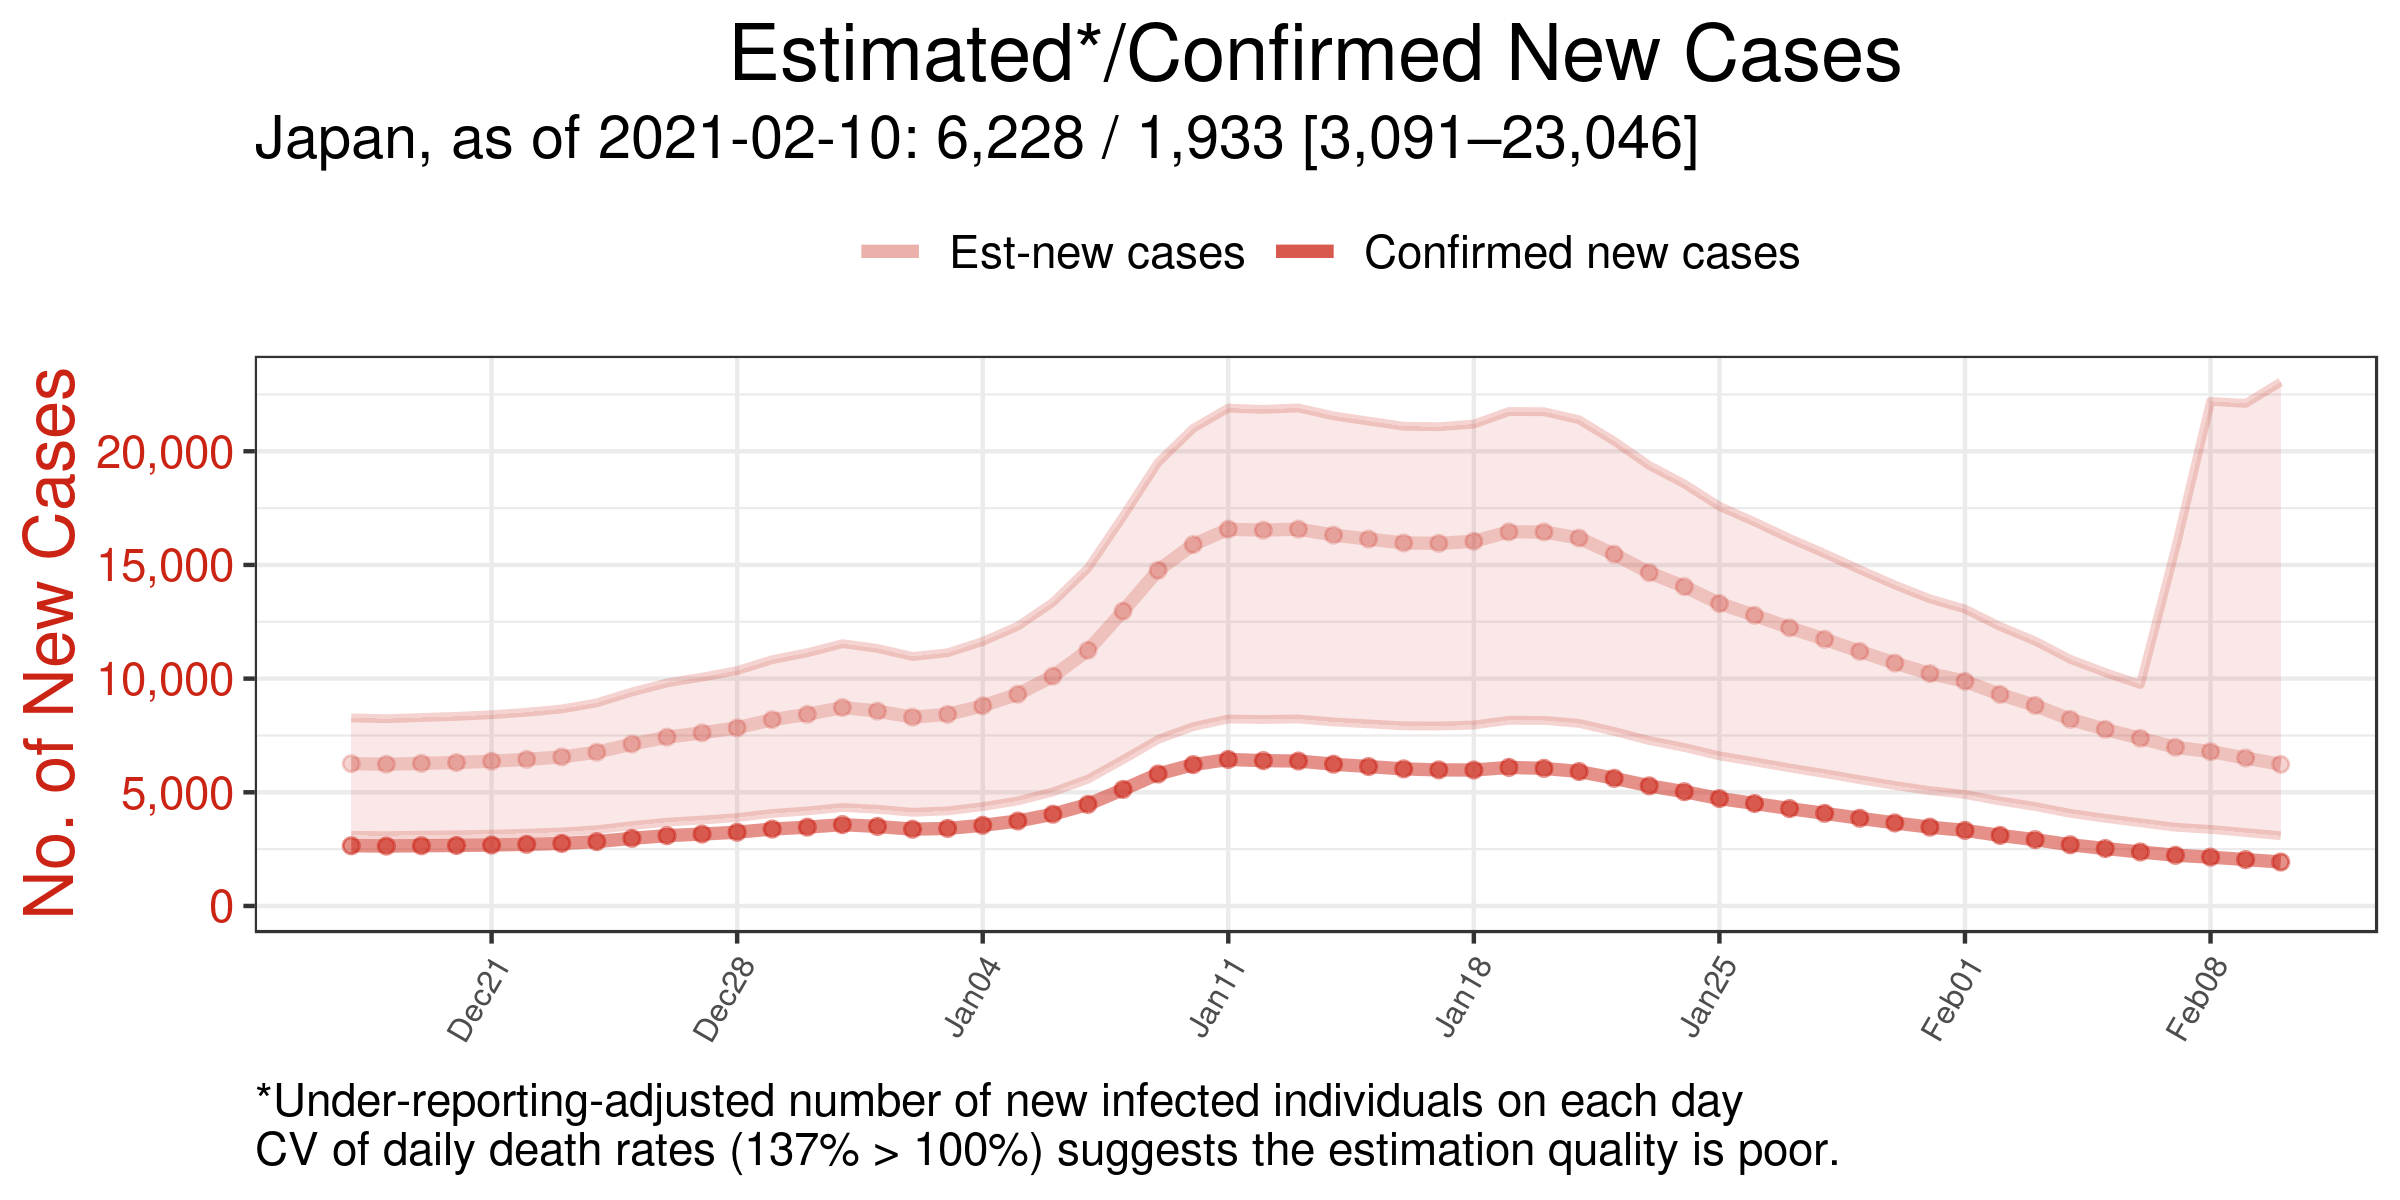 Estimated*/Confirmed New Cases
Japan, as of 2021-02-10: 6,228 / 1,933 [3,091–23,046]
Est-new cases
Confirmed new cases
No. of New Cases
20,000
15,000
10,000
5,000
0
Dec21
Dec28
Jan04
Jan11
Jan18
Jan25
Feb01
Feb08
*Under-reporting-adjusted number of new infected individuals on each day
CV of daily death rates (137% > 100%) suggests the estimation quality is poor.